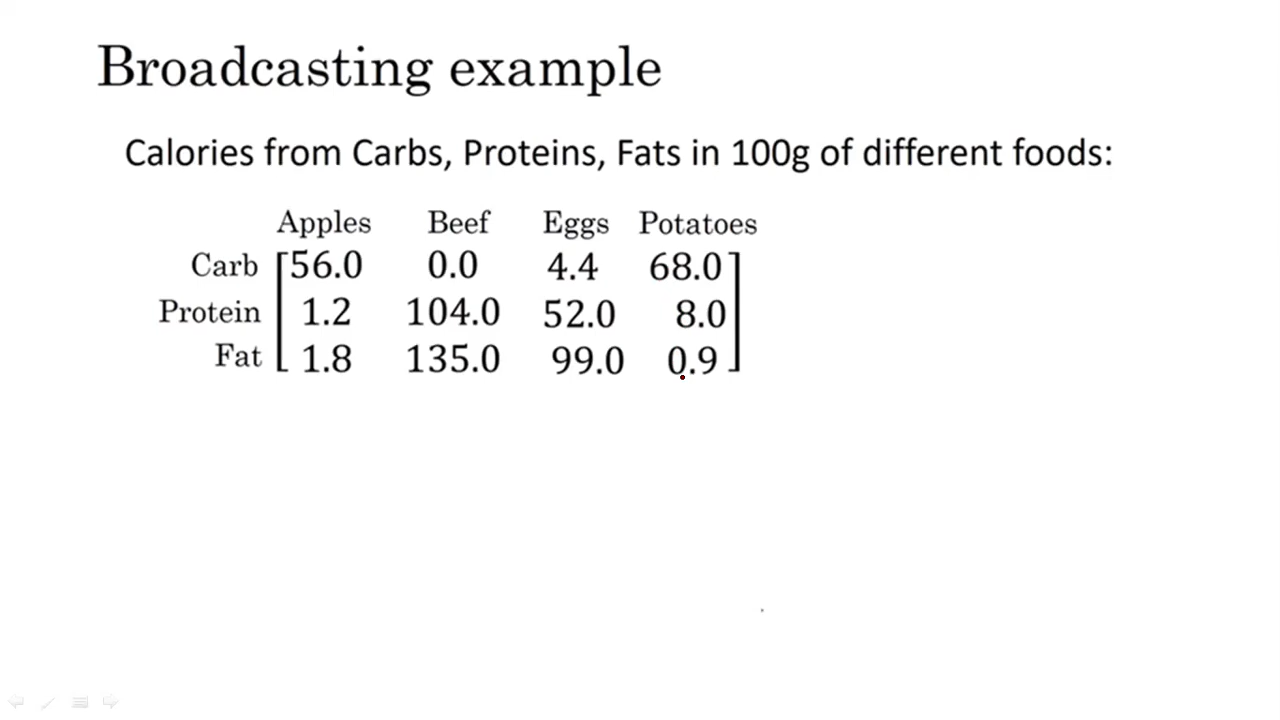 Broadcasting example
Calories from Carbs, Proteins, Fats in 100g of different foods:
Apples Beef Eggs Potatoes
Carb 56.0 0.0 4.4 68.0
Protein 1.2 104.0 52.0 8.0
Fat 1.8 135.0 99.0 0.9